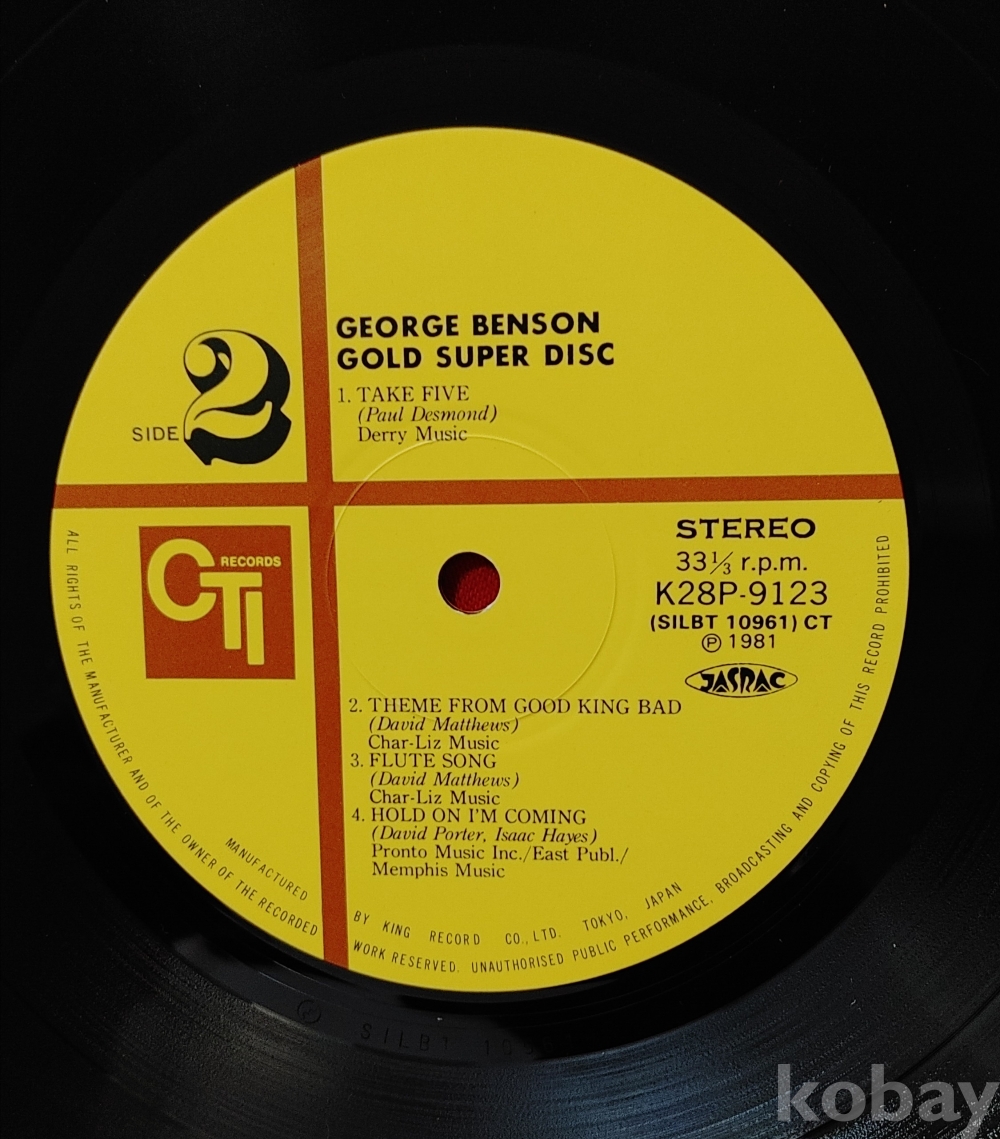 GEORGE BENSON
GOLD SUPER DISC
1. TAKE FIVE
(Paul Desmond)
Derry Music
SIDE 2
CTI RECORDS
STEREO
33 1/3 r.p.m.
K28P-9123
(SILBT 10961) CT
Ⓟ 1981
JASRAC
2. THEME FROM GOOD KING BAD
(David Matthews)
Char-Liz Music
3. FLUTE SONG
(David Matthews)
Char-Liz Music
4. HOLD ON I'M COMING
(David Porter, Isaac Hayes)
Pronto Music Inc./East Publ./
Memphis Music
MANUFACTURED BY KING RECORD CO., LTD. TOKYO, JAPAN
ALL RIGHTS OF THE MANUFACTURER AND OF THE OWNER OF THE RECORDED WORK RESERVED. UNAUTHORISED PUBLIC PERFORMANCE, BROADCASTING AND COPYING OF THIS RECORD PROHIBITED
SILBT
kobay